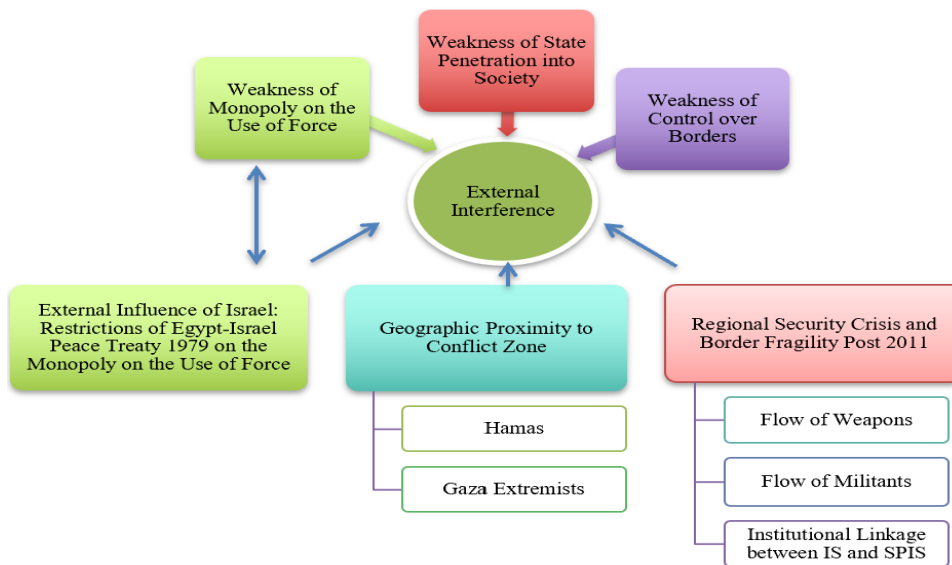 Weakness of
Monopoly on the
Use of Force
Weakness of State
Penetration into
Society
Weakness of
Control over
Borders
External
Interference
External Influence of Israel:
Restrictions of Egypt-Israel
Peace Treaty 1979 on the
Monopoly on the Use of Force
Geographic Proximity to
Conflict Zone
Regional Security Crisis and
Border Fragility Post 2011
Hamas
Gaza Extremists
Flow of Weapons
Flow of Militants
Institutional Linkage
between IS and SPIS